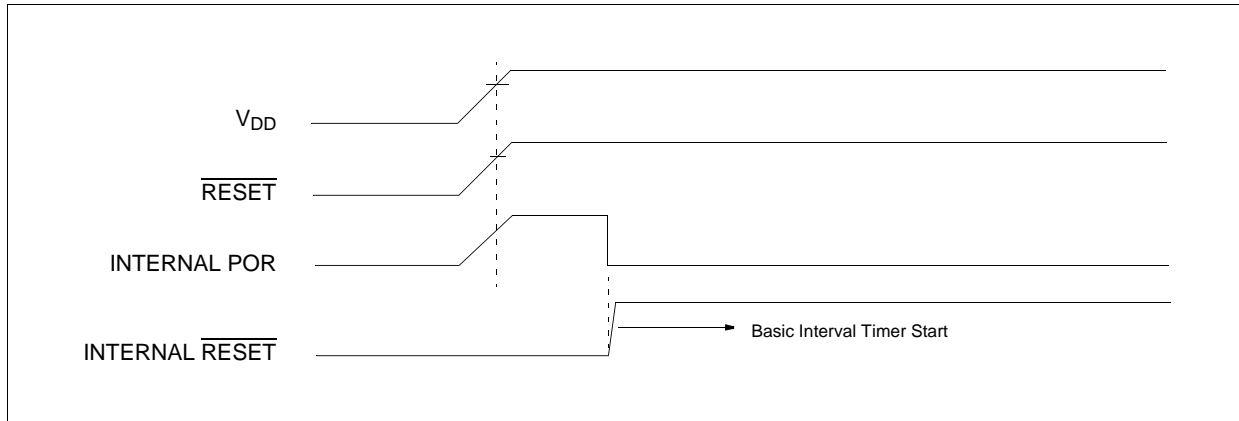 VDD
RESET
INTERNAL POR
Basic Interval Timer Start
INTERNAL RESET